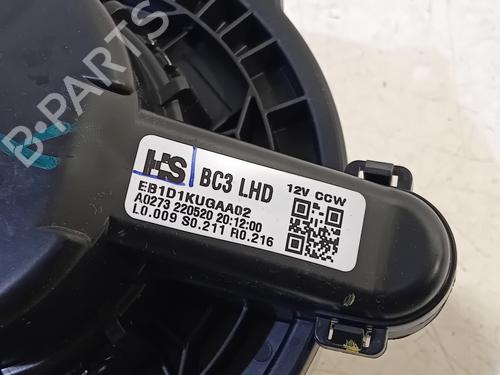 B-PARTS
HS BC3 LHD 12V CCW
EB1D1KUGAA02
A0273 220520 20:12:00
L0.009 S0.211 R0.216